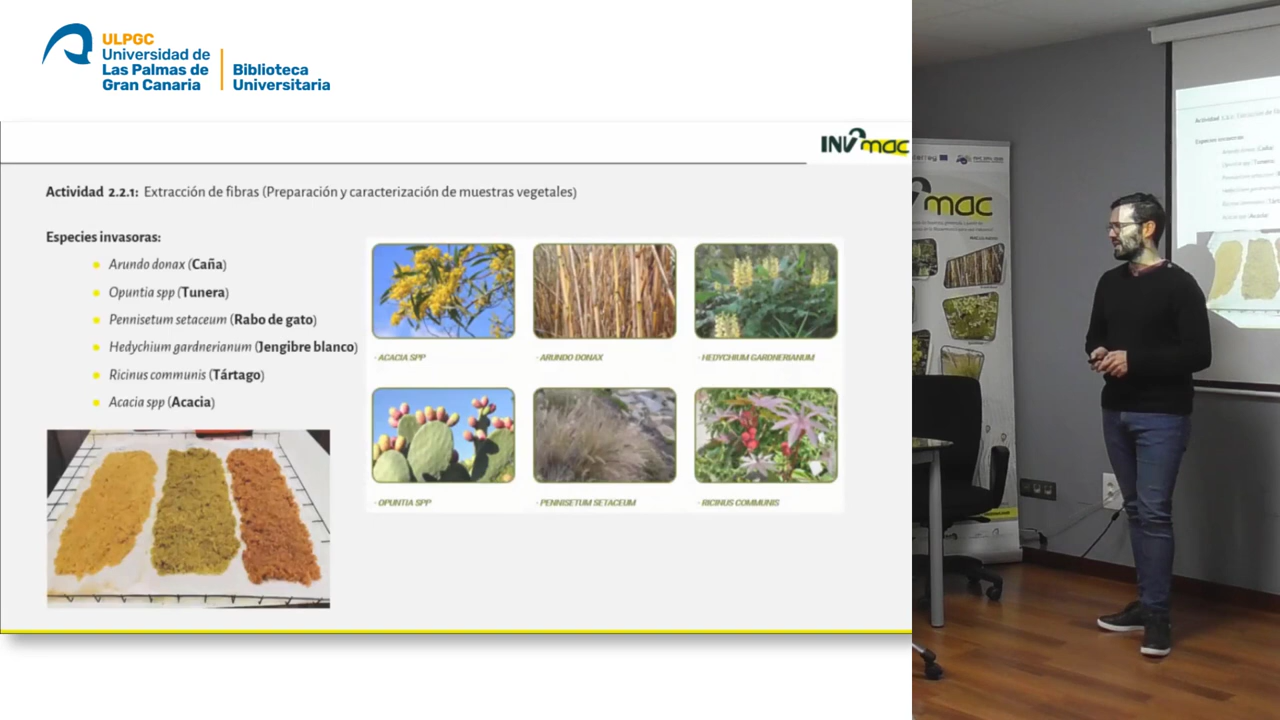 ULPGC
Universidad de
Las Palmas de
Gran Canaria
Biblioteca
Universitaria
INVmac
Actividad 2.2.1: Extracción de fibras (Preparación y caracterización de muestras vegetales)
Especies invasoras:
Arundo donax (Caña)
Opuntia spp (Tunera)
Pennisetum setaceum (Rabo de gato)
Hedychium gardnerianum (Jengibre blanco)
Ricinus communis (Tártago)
Acacia spp (Acacia)
· ACACIA SPP
· ARUNDO DONAX
· HEDYCHIUM GARDNERIANUM
· OPUNTIA SPP
· PENNISETUM SETACEUM
· RICINUS COMMUNIS
mac
Especies invasoras: